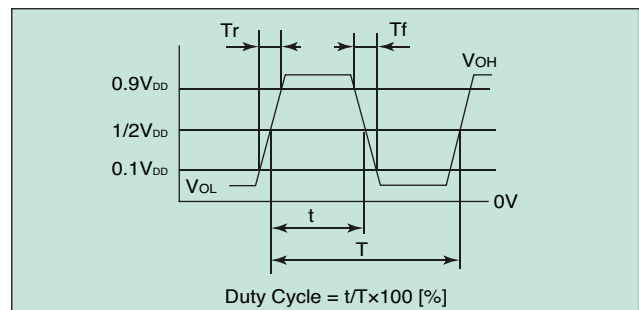 Tr
Tf
VOH
0.9VDD
1/2VDD
0.1VDD
VOL
0V
t
T
Duty Cycle = t/T×100 [%]